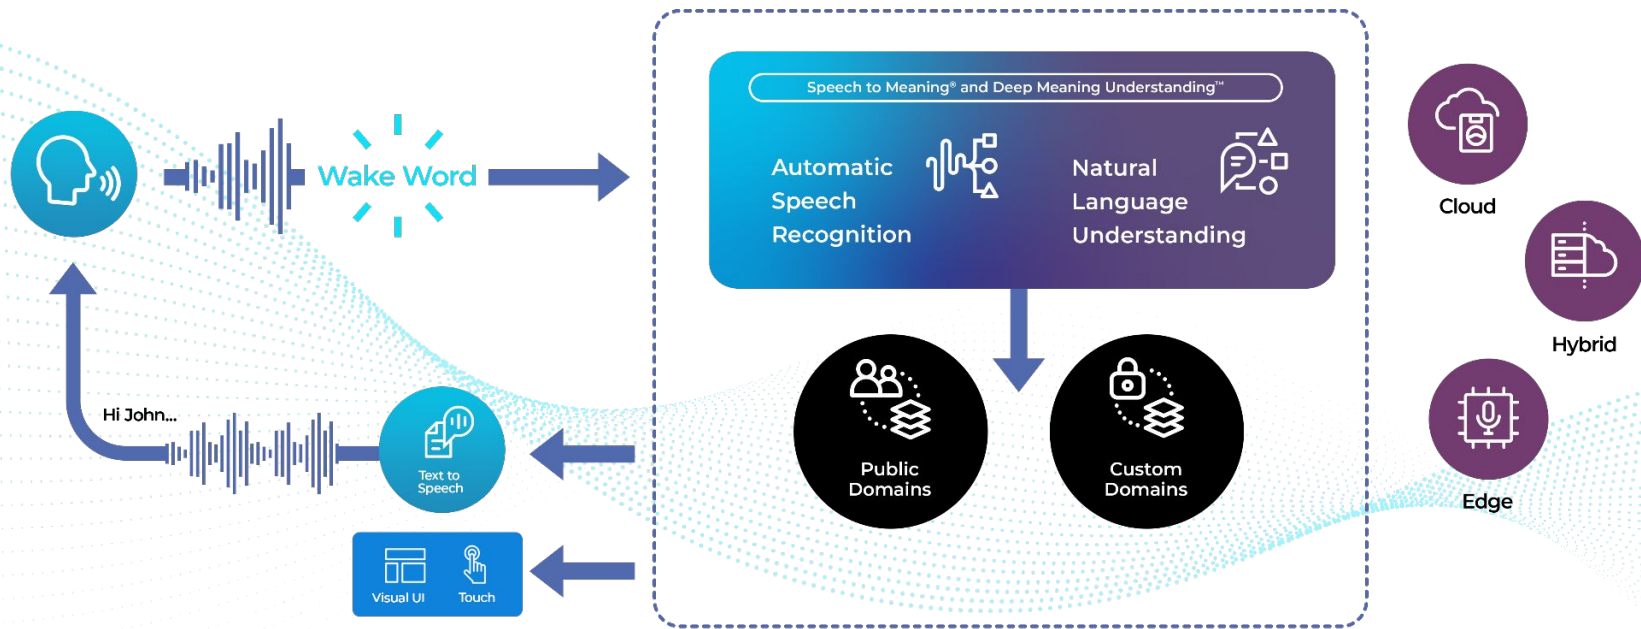 Speech to Meaning® and Deep Meaning Understanding™
Wake Word
Automatic
Speech
Recognition
Natural
Language
Understanding
Cloud
Hybrid
Edge
Public
Domains
Custom
Domains
Hi John...
Text to
Speech
Visual UI
Touch